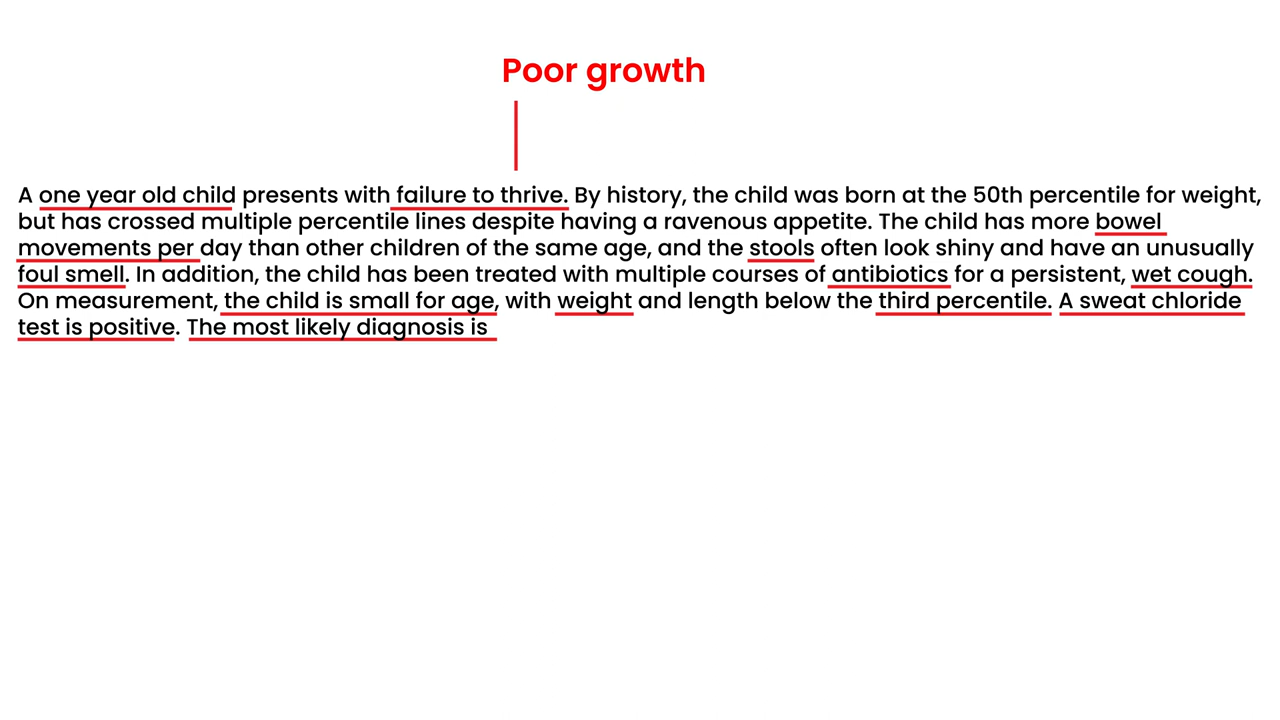 Poor growth
A one year old child presents with failure to thrive. By history, the child was born at the 50th percentile for weight,
but has crossed multiple percentile lines despite having a ravenous appetite. The child has more bowel
movements per day than other children of the same age, and the stools often look shiny and have an unusually
foul smell. In addition, the child has been treated with multiple courses of antibiotics for a persistent, wet cough.
On measurement, the child is small for age, with weight and length below the third percentile. A sweat chloride
test is positive. The most likely diagnosis is